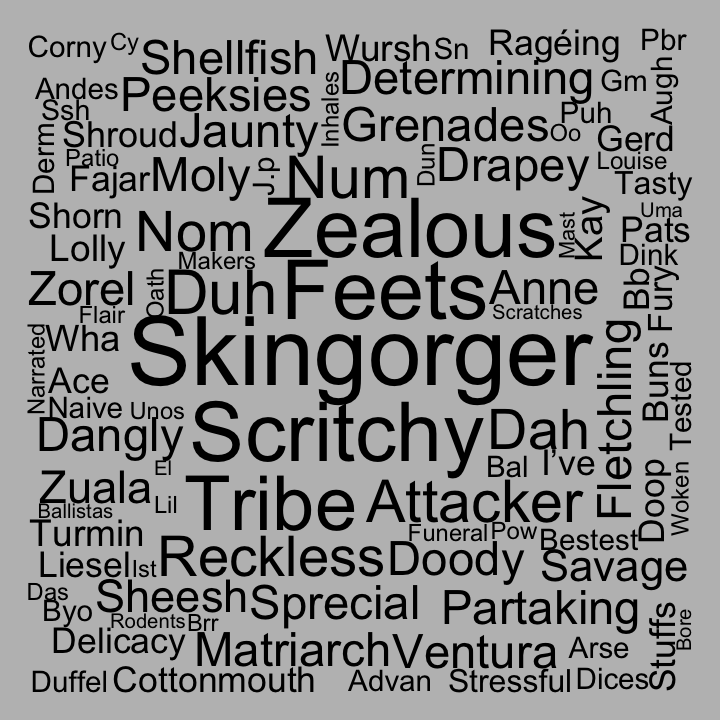 Corny
Cy
Shellfish
Wursh
Sn
Ragéing
Pbr
Andes
Peeksies
Inhales
Determining
Gm
Augh
Ssh
Shroud
Jaunty
Grenades
Oo
Puh
Gerd
Derm
Patio
Fajar
Moly
J.p
Num
Dun
Drapey
Louise
Tasty
Shorn
Nom
Zealous
Mast
Kay
Uma
Pats
Lolly
Makers
Dink
Zorel
Oath
Duh
Feets
Anne
Bb
Fury
Flair
Scratches
Narrated
Wha
Skingorger
Fletchling
Buns
Tested
Ace
Naive
Unos
Scritchy
Dah
Dangly
El
Bal
I've
Zuala
Lil
Tribe
Attacker
Doop
Woken
Ballistas
Turmin
Funeral
Pow
Bestest
Liesel
Ist
Reckless
Doody
Savage
Das
Byo
Sheesh
Sprecial
Partaking
Stuffs
Bore
Rodents
Brr
Delicacy
Matriarch
Ventura
Arse
Duffel
Cottonmouth
Advan
Stressful
Dices